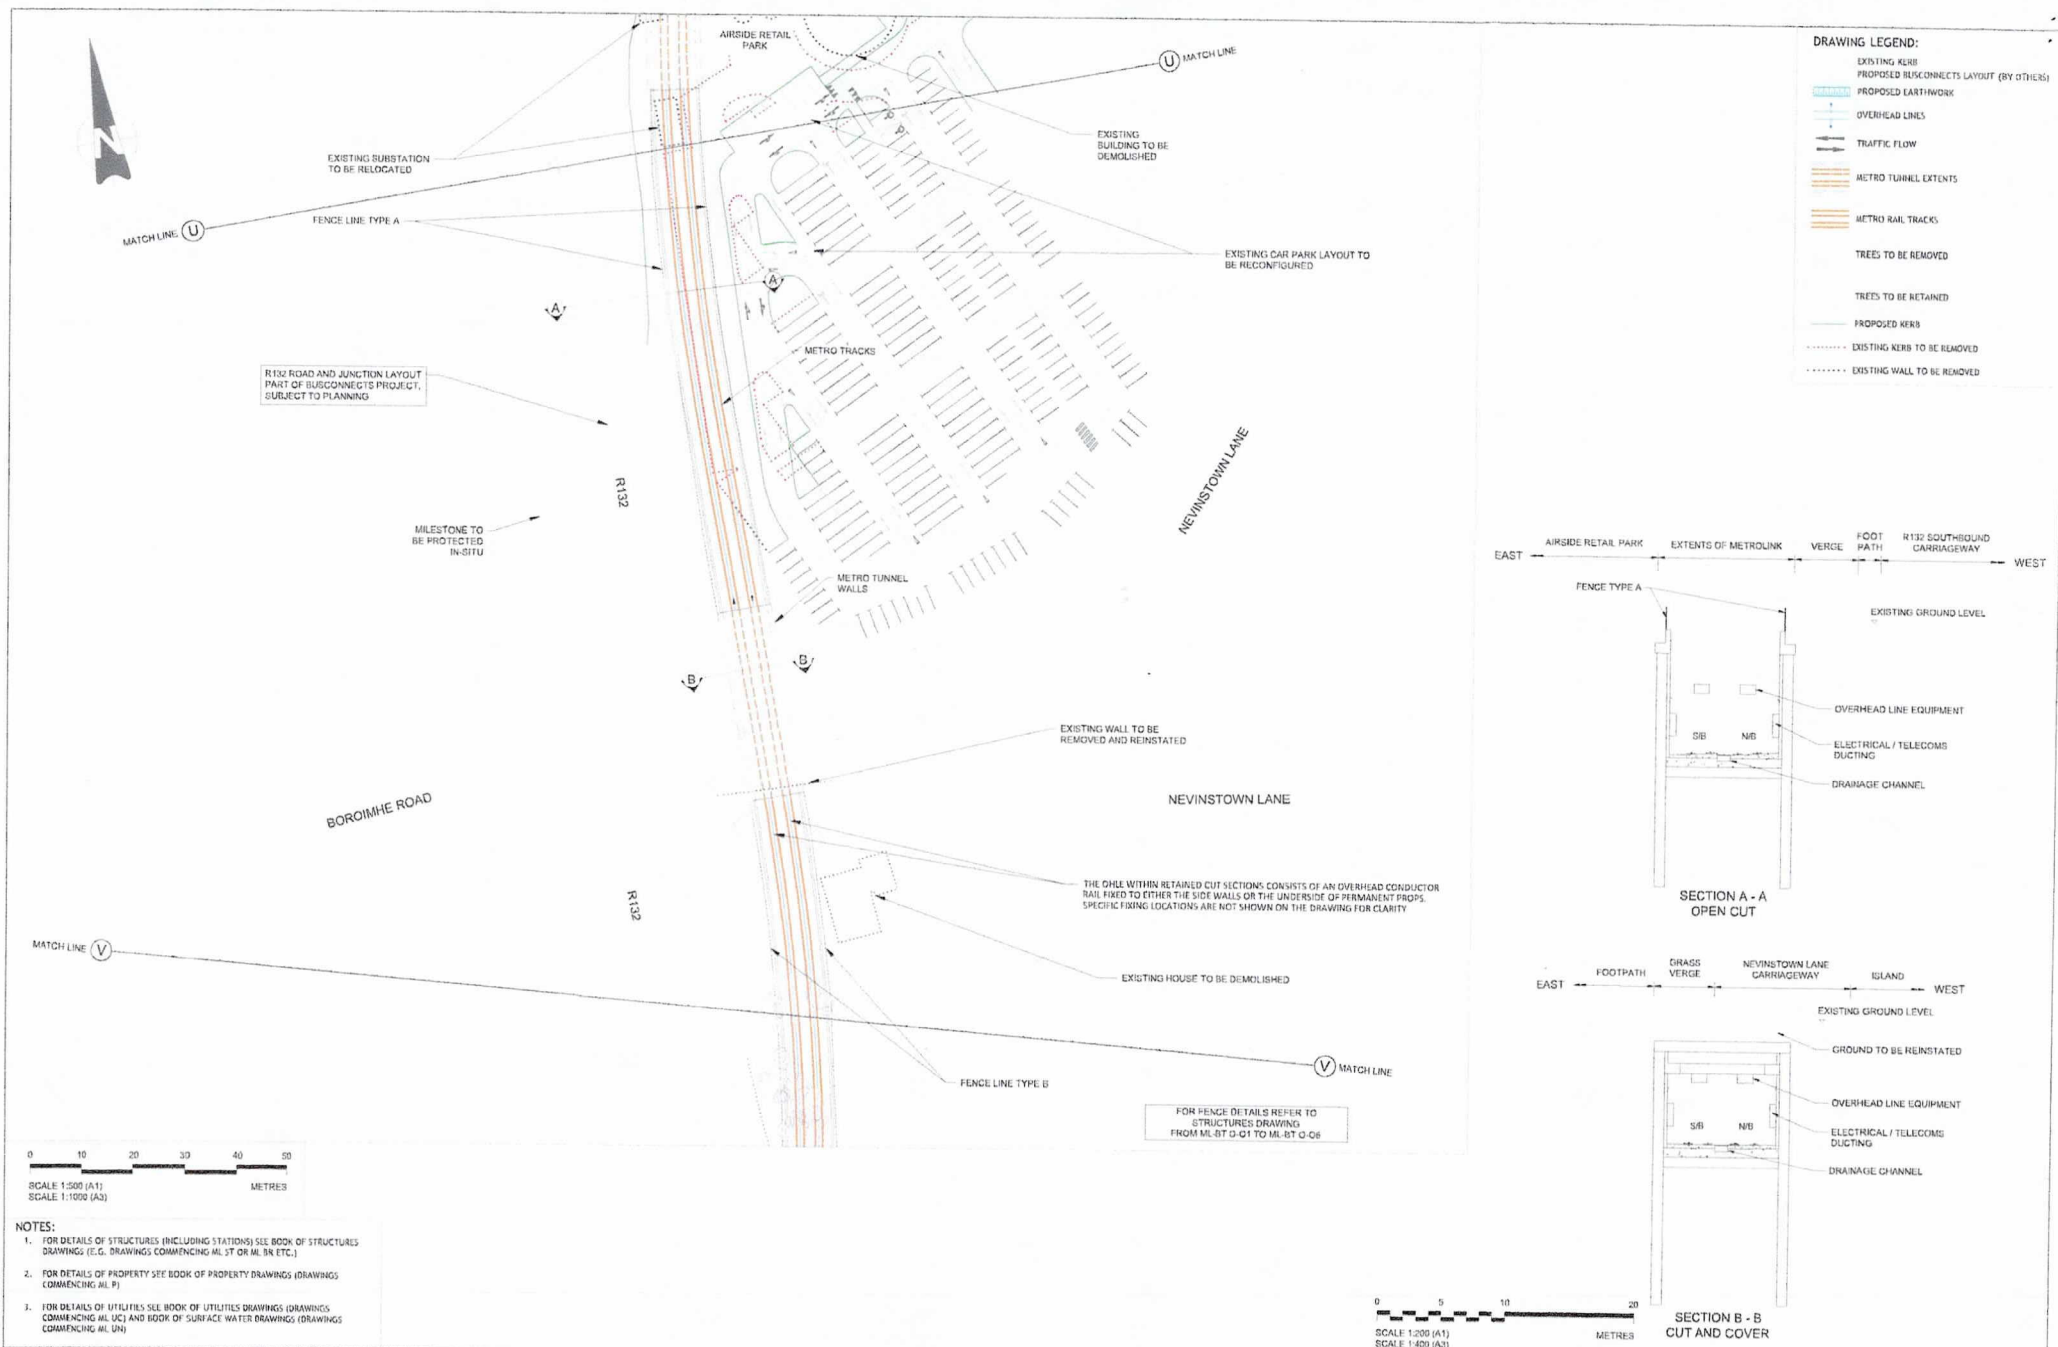 AIRSIDE RETAIL
PARK
U MATCH LINE
EXISTING SUBSTATION
TO BE RELOCATED
EXISTING
BUILDING TO BE
DEMOLISHED
FENCE LINE TYPE A
MATCH LINE U
EXISTING CAR PARK LAYOUT TO
BE RECONFIGURED
A
A
METRO TRACKS
R132 ROAD AND JUNCTION LAYOUT
PART OF BUSCONNECTS PROJECT,
SUBJECT TO PLANNING
R132
NEVINSTOWN LANE
MILESTONE TO
BE PROTECTED
IN-SITU
METRO TUNNEL
WALLS
B
B
EXISTING WALL TO BE
REMOVED AND REINSTATED
BOROIMHE ROAD
NEVINSTOWN LANE
THE OHLE WITHIN RETAINED CUT SECTIONS CONSISTS OF AN OVERHEAD CONDUCTOR
RAIL FIXED TO EITHER THE SIDE WALLS OR THE UNDERSIDE OF PERMANENT PROPS.
SPECIFIC FIXING LOCATIONS ARE NOT SHOWN ON THE DRAWING FOR CLARITY
R132
MATCH LINE V
EXISTING HOUSE TO BE DEMOLISHED
V MATCH LINE
FENCE LINE TYPE B
FOR FENCE DETAILS REFER TO
STRUCTURES DRAWING
FROM ML-BT 0-01 TO ML-BT 0-06
N
DRAWING LEGEND:
EXISTING KERB
PROPOSED BUSCONNECTS LAYOUT (BY OTHERS)
PROPOSED EARTHWORK
OVERHEAD LINES
TRAFFIC FLOW
METRO TUNNEL EXTENTS
METRO RAIL TRACKS
TREES TO BE REMOVED
TREES TO BE RETAINED
PROPOSED KERB
EXISTING KERB TO BE REMOVED
EXISTING WALL TO BE REMOVED
EAST
AIRSIDE RETAIL PARK
EXTENTS OF METROLINK
VERGE
FOOT
PATH
R132 SOUTHBOUND
CARRIAGEWAY
WEST
FENCE TYPE A
EXISTING GROUND LEVEL
OVERHEAD LINE EQUIPMENT
S/B
N/B
ELECTRICAL / TELECOMS
DUCTING
DRAINAGE CHANNEL
SECTION A - A
OPEN CUT
EAST
FOOTPATH
GRASS
VERGE
NEVINSTOWN LANE
CARRIAGEWAY
ISLAND
WEST
EXISTING GROUND LEVEL
GROUND TO BE REINSTATED
OVERHEAD LINE EQUIPMENT
S/B
N/B
ELECTRICAL / TELECOMS
DUCTING
DRAINAGE CHANNEL
SECTION B - B
CUT AND COVER
0 10 20 30 40 50
SCALE 1:500 (A1)
SCALE 1:1000 (A3)
METRES
NOTES:
1. FOR DETAILS OF STRUCTURES (INCLUDING STATIONS) SEE BOOK OF STRUCTURES
DRAWINGS (E.G. DRAWINGS COMMENCING ML ST OR ML BR ETC.)
2. FOR DETAILS OF PROPERTY SEE BOOK OF PROPERTY DRAWINGS (DRAWINGS
COMMENCING ML P)
3. FOR DETAILS OF UTILITIES SEE BOOK OF UTILITIES DRAWINGS (DRAWINGS
COMMENCING ML UC) AND BOOK OF SURFACE WATER DRAWINGS (DRAWINGS
COMMENCING ML UN)
0 5 10 20
SCALE 1:200 (A1)
SCALE 1:400 (A3)
METRES